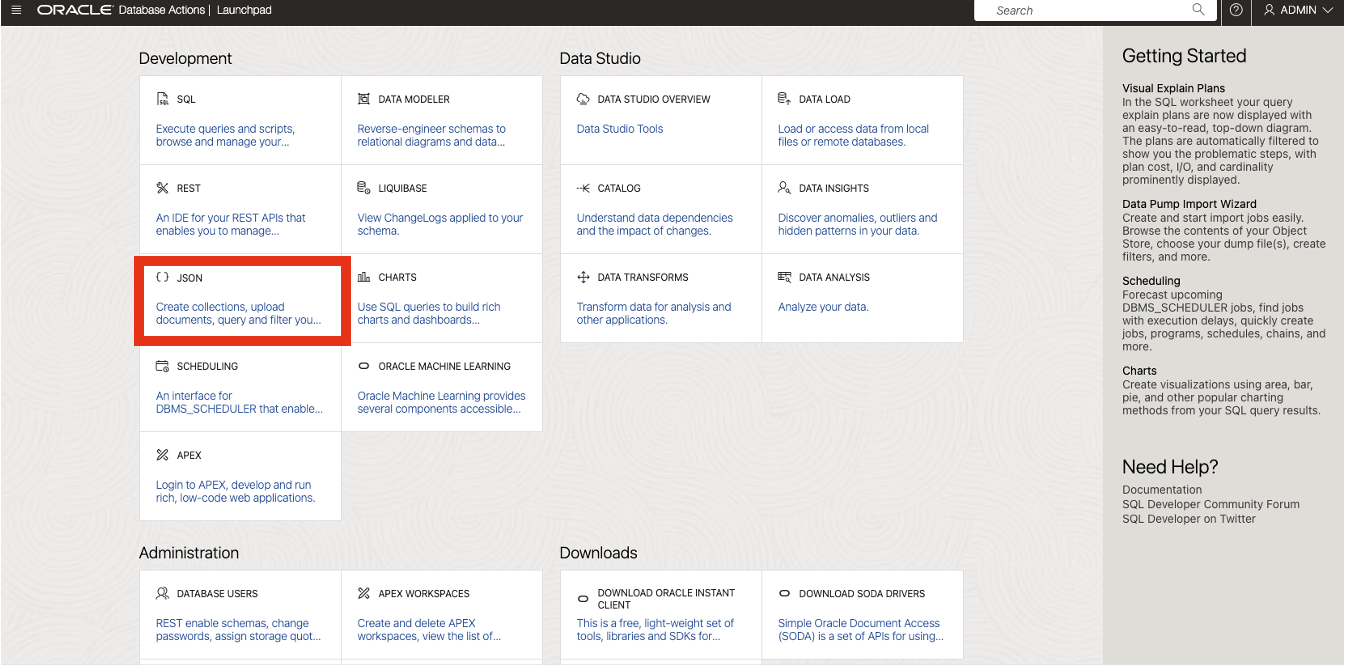 ORACLE Database Actions | Launchpad
Search
ADMIN
Development
SQL
Execute queries and scripts,
browse and manage your...
DATA MODELER
Reverse-engineer schemas to
relational diagrams and data...
REST
An IDE for your REST APIs that
enables you to manage...
LIQUIBASE
View ChangeLogs applied to your
schema.
JSON
Create collections, upload
documents, query and filter you...
CHARTS
Use SQL queries to build rich
charts and dashboards...
SCHEDULING
An interface for
DBMS_SCHEDULER that enable...
ORACLE MACHINE LEARNING
Oracle Machine Learning provides
several components accessible...
APEX
Login to APEX, develop and run
rich, low-code web applications.
Data Studio
DATA STUDIO OVERVIEW
Data Studio Tools
DATA LOAD
Load or access data from local
files or remote databases.
CATALOG
Understand data dependencies
and the impact of changes.
DATA INSIGHTS
Discover anomalies, outliers and
hidden patterns in your data.
DATA TRANSFORMS
Transform data for analysis and
other applications.
DATA ANALYSIS
Analyze your data.
Administration
DATABASE USERS
REST enable schemas, change
passwords, assign storage quot...
APEX WORKSPACES
Create and delete APEX
workspaces, view the list of...
Downloads
DOWNLOAD ORACLE INSTANT
CLIENT
This is a free, light-weight set of
tools, libraries and SDKs for...
DOWNLOAD SODA DRIVERS
Simple Oracle Document Access
(SODA) is a set of APIs for using...
Getting Started
Visual Explain Plans
In the SQL worksheet your query
explain plans are now displayed with
an easy-to-read, top-down diagram.
The plans are automatically filtered to
show you the problematic steps, with
plan cost, I/O, and cardinality
prominently displayed.
Data Pump Import Wizard
Create and start import jobs easily.
Browse the contents of your Object
Store, choose your dump file(s), create
filters, and more.
Scheduling
Forecast upcoming
DBMS_SCHEDULER jobs, find jobs
with execution delays, quickly create
jobs, programs, schedules, chains, and
more.
Charts
Create visualizations using area, bar,
pie, and other popular charting
methods from your SQL query results.
Need Help?
Documentation
SQL Developer Community Forum
SQL Developer on Twitter